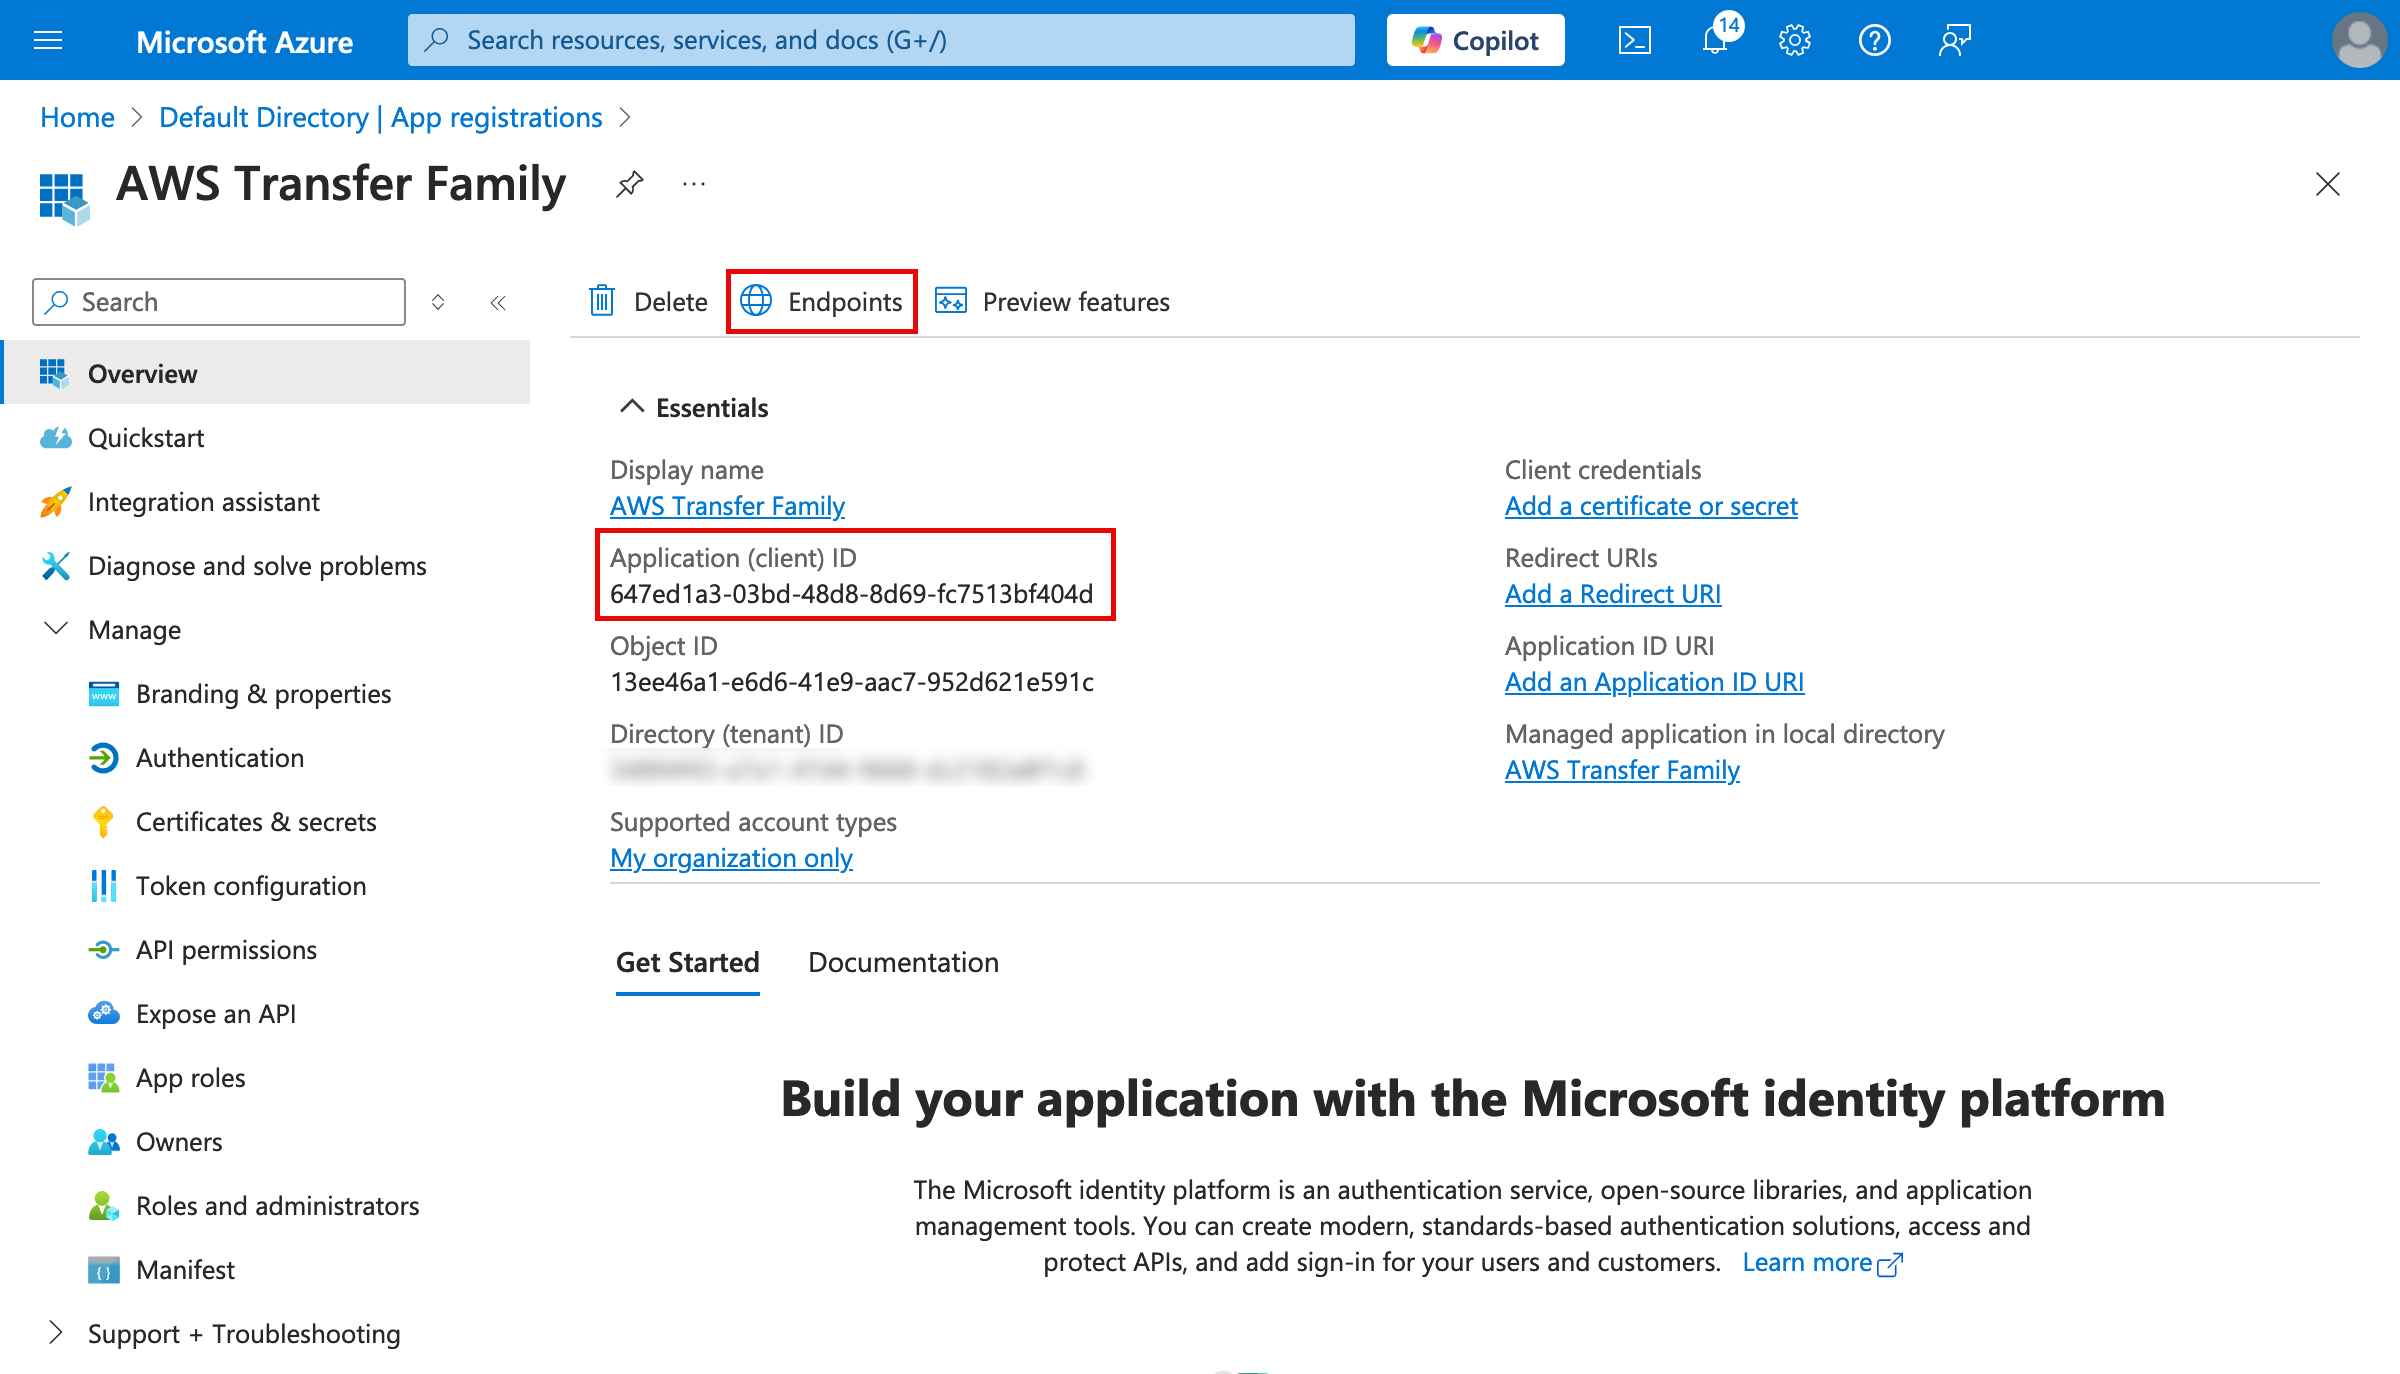 Microsoft Azure
Search resources, services, and docs (G+/)
Copilot
14
Home
Default Directory | App registrations
AWS Transfer Family
Search
Delete
Endpoints
Preview features
Overview
Quickstart
Integration assistant
Diagnose and solve problems
Manage
www
Branding & properties
Authentication
Certificates & secrets
Token configuration
API permissions
Expose an API
App roles
Owners
Roles and administrators
Manifest
Support + Troubleshooting
Essentials
Display name
AWS Transfer Family
Application (client) ID
647ed1a3-03bd-48d8-8d69-fc7513bf404d
Object ID
13ee46a1-e6d6-41e9-aac7-952d621e591c
Directory (tenant) ID
Supported account types
My organization only
Client credentials
Add a certificate or secret
Redirect URIs
Add a Redirect URI
Application ID URI
Add an Application ID URI
Managed application in local directory
AWS Transfer Family
Get Started
Documentation
Build your application with the Microsoft identity platform
The Microsoft identity platform is an authentication service, open-source libraries, and application
management tools. You can create modern, standards-based authentication solutions, access and
protect APIs, and add sign-in for your users and customers. Learn more